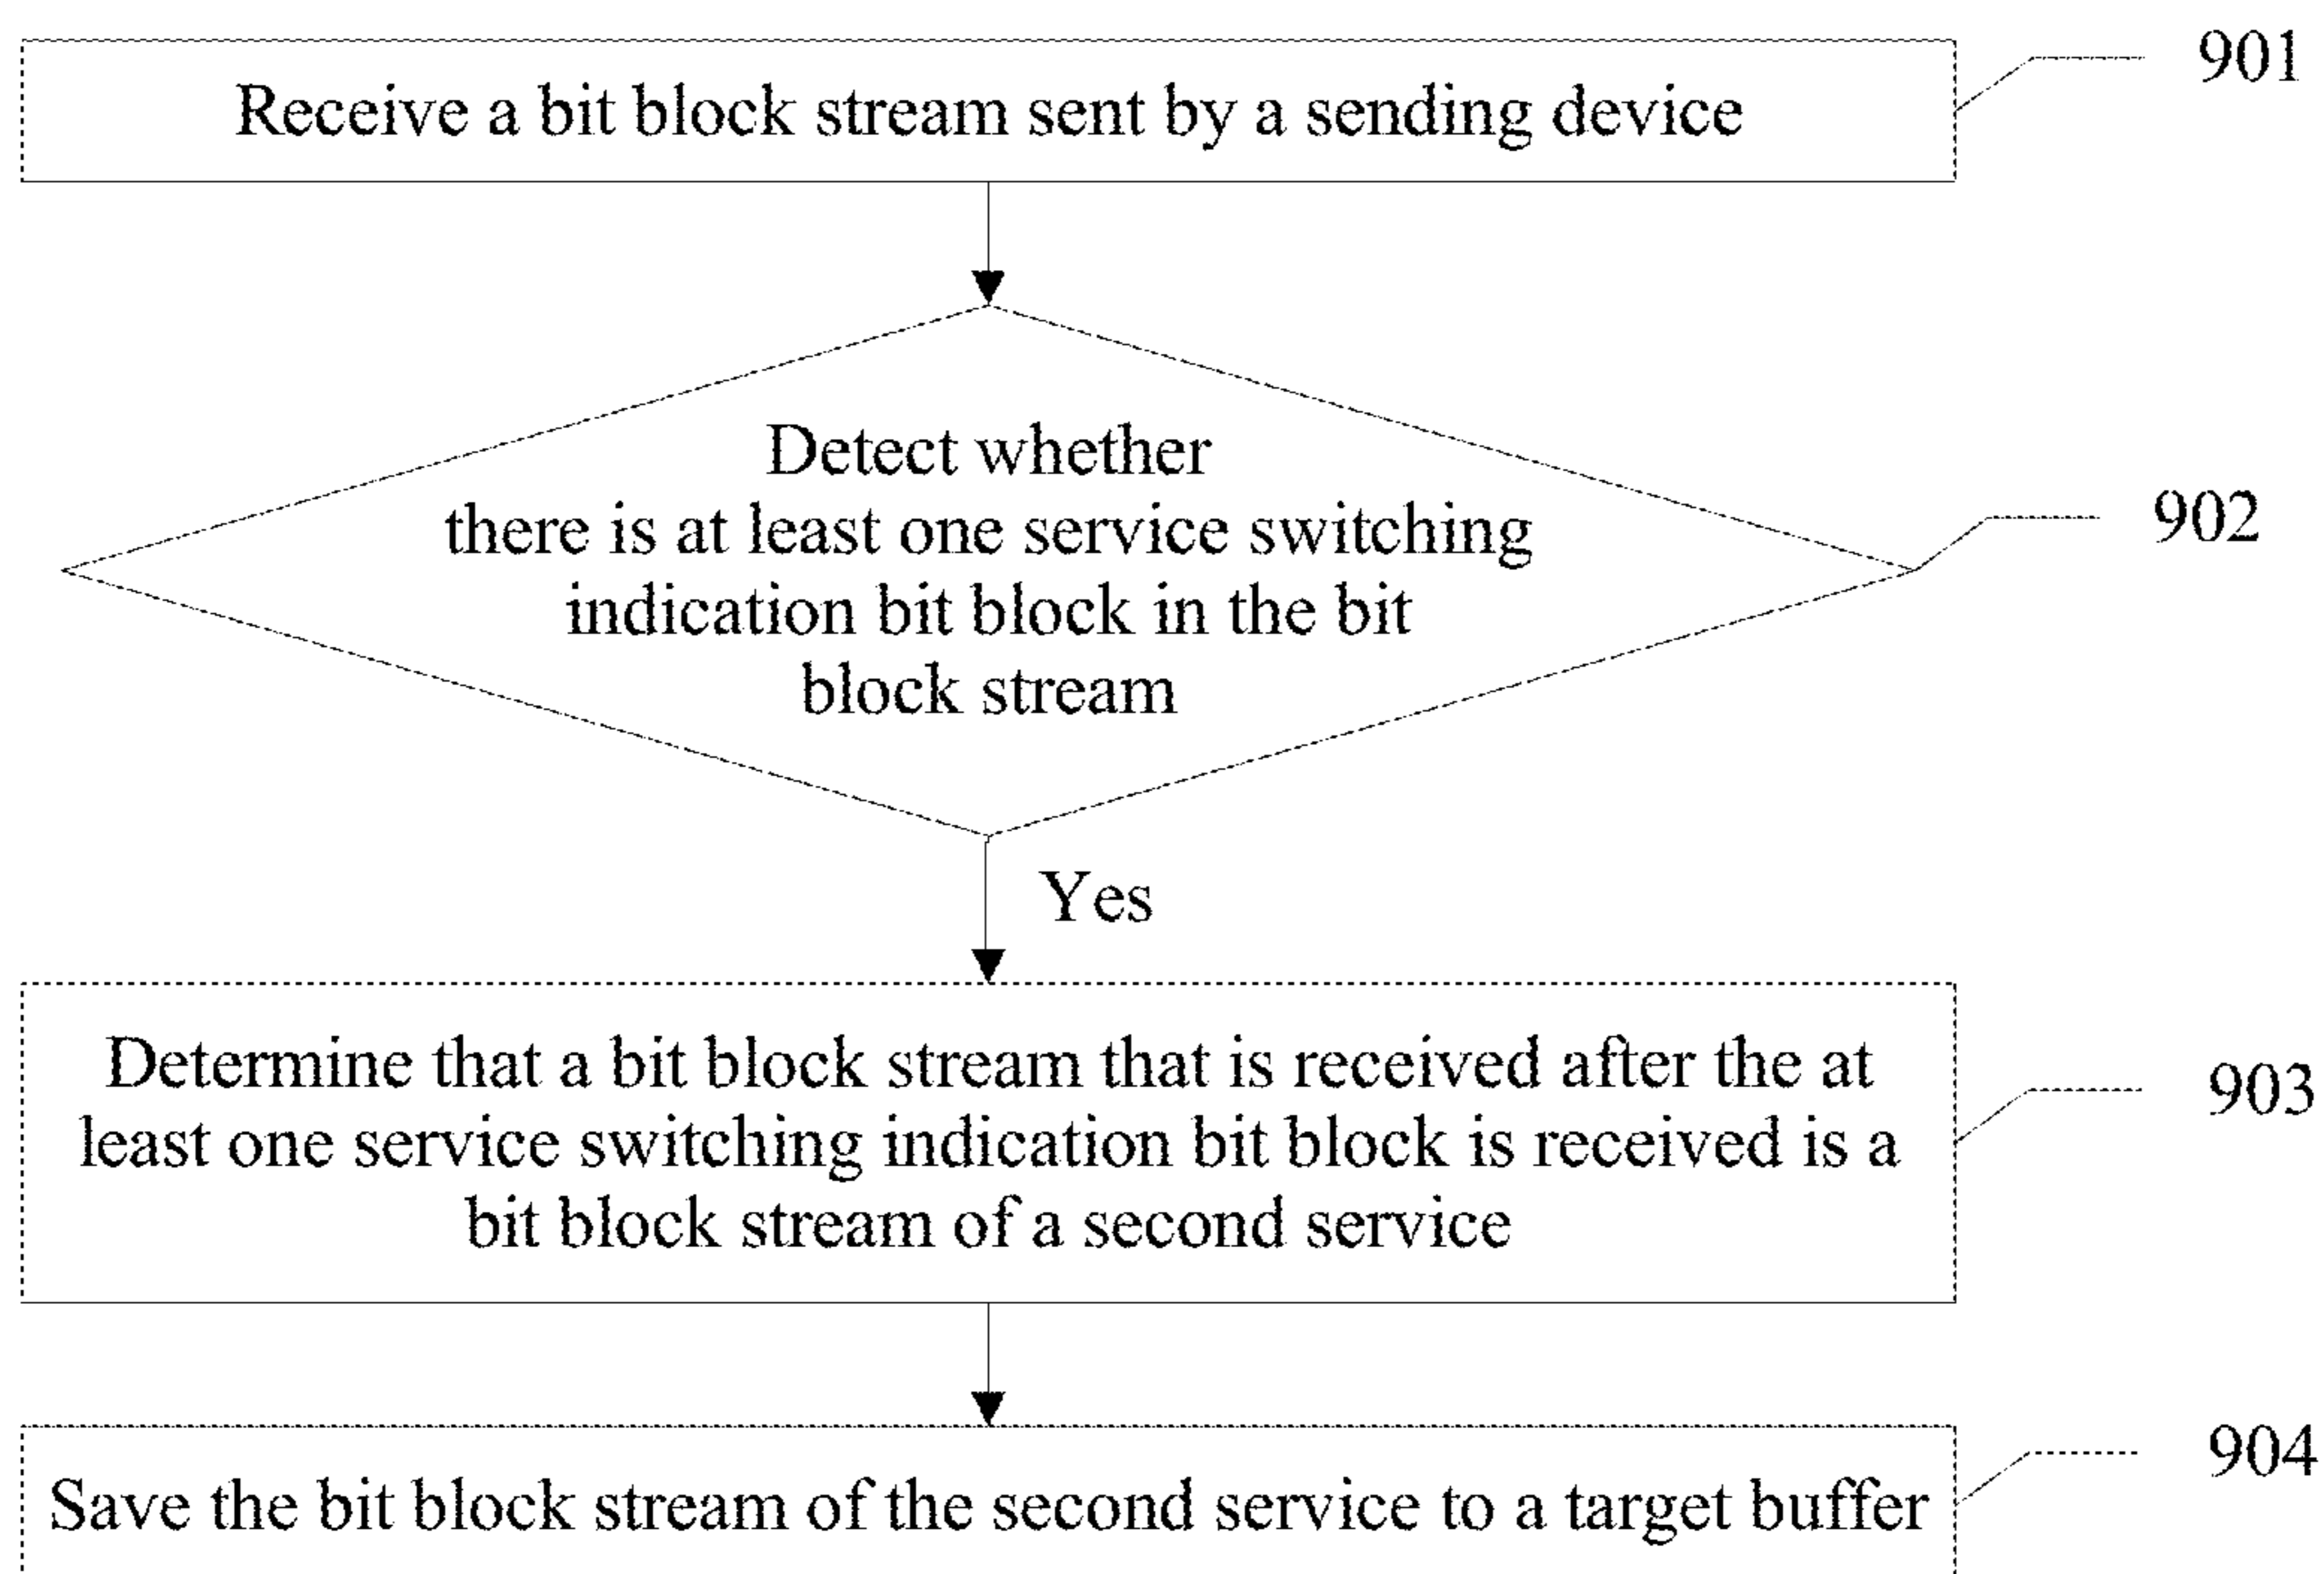 Receive a bit block stream sent by a sending device
901
Detect whether
there is at least one service switching
indication bit block in the bit
block stream
902
Yes
Determine that a bit block stream that is received after the at
least one service switching indication bit block is received is a
bit block stream of a second service
903
Save the bit block stream of the second service to a target buffer
904